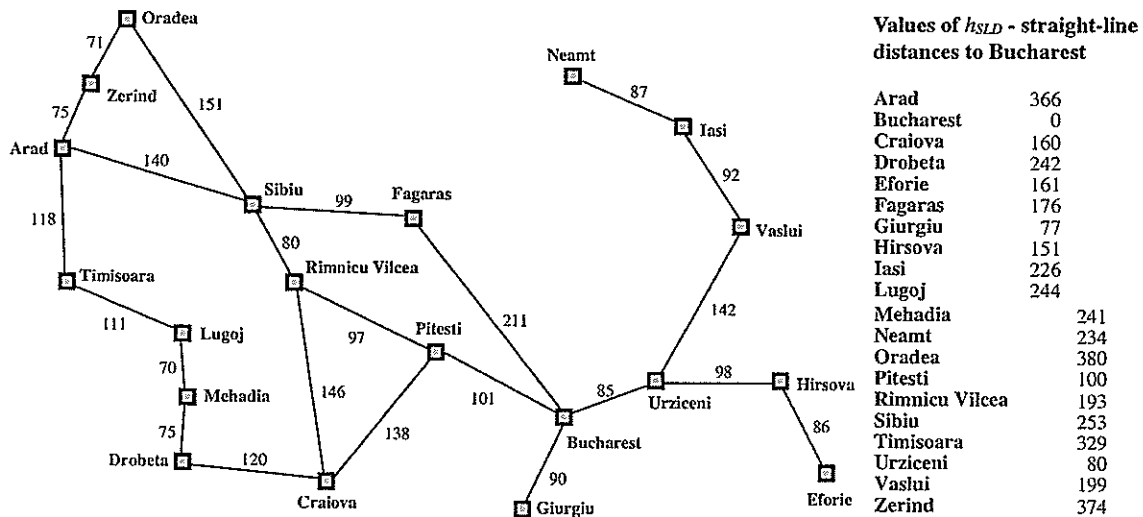 Oradea
71
Zerind
75
151
Arad
140
118
Sibiu
99
Fagaras
80
Timisoara
Rimnicu Vilcea
111
Lugoj
97
Pitesti
211
70
Mehadia
146
101
75
138
Drobeta
120
Craiova
Neamt
87
Iasi
92
Vaslui
142
98
85
Urziceni
Hirsova
Bucharest
86
90
Giurgiu
Eforie
Values of hSLD - straight-line
distances to Bucharest
Arad 366
Bucharest 0
Craiova 160
Drobeta 242
Eforie 161
Fagaras 176
Giurgiu 77
Hirsova 151
Iasi 226
Lugoj 244
Mehadia 241
Neamt 234
Oradea 380
Pitesti 100
Rimnicu Vilcea 193
Sibiu 253
Timisoara 329
Urziceni 80
Vaslui 199
Zerind 374